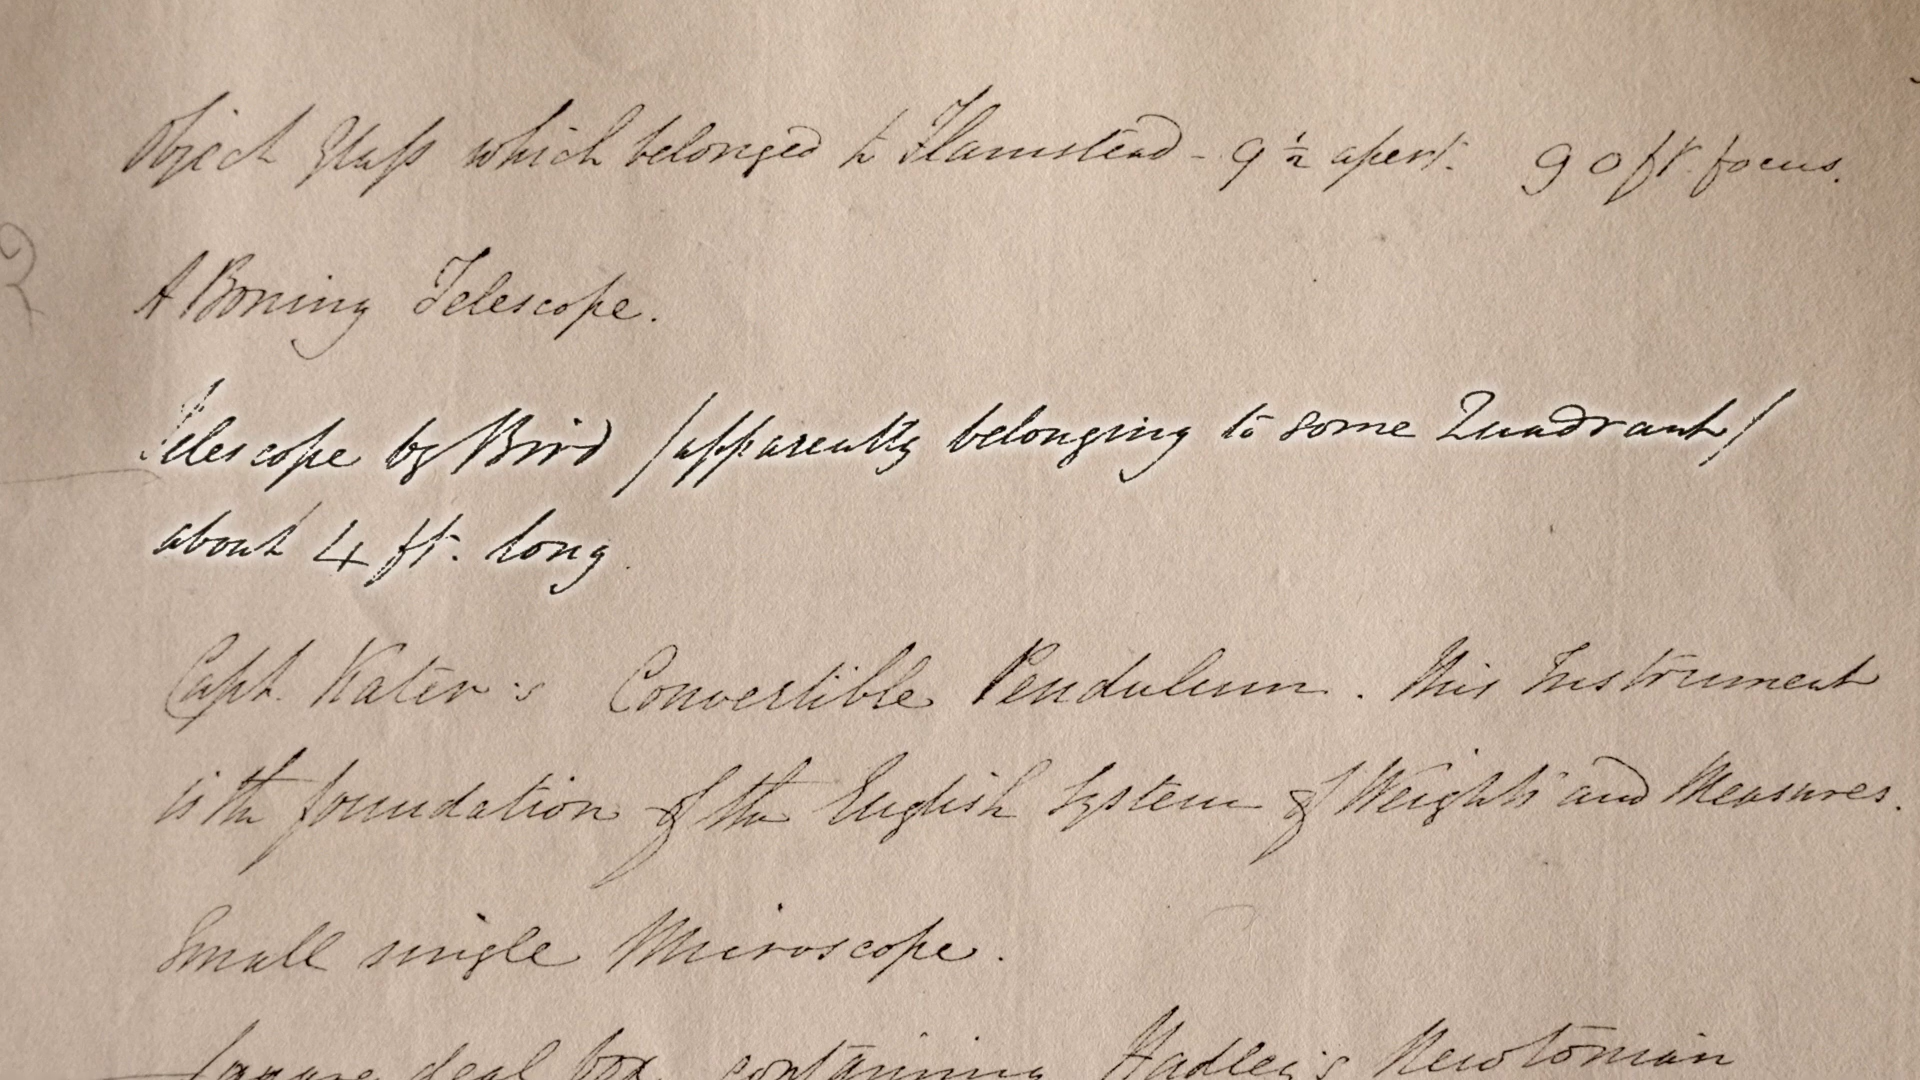 Object Glass which belonged to Flamstead - 9½ apert. 90 ft. focus.
A Boning Telescope.
Telescope by Bird /apparently belonging to some Quadrant/
about 4 ft. long.
Capt. Kater's Convertible Pendulum. This Instrument
is the foundation of the English System of Weights and Measures.
Small single Microscope.
Square deal box containing Hadley's Newtonian